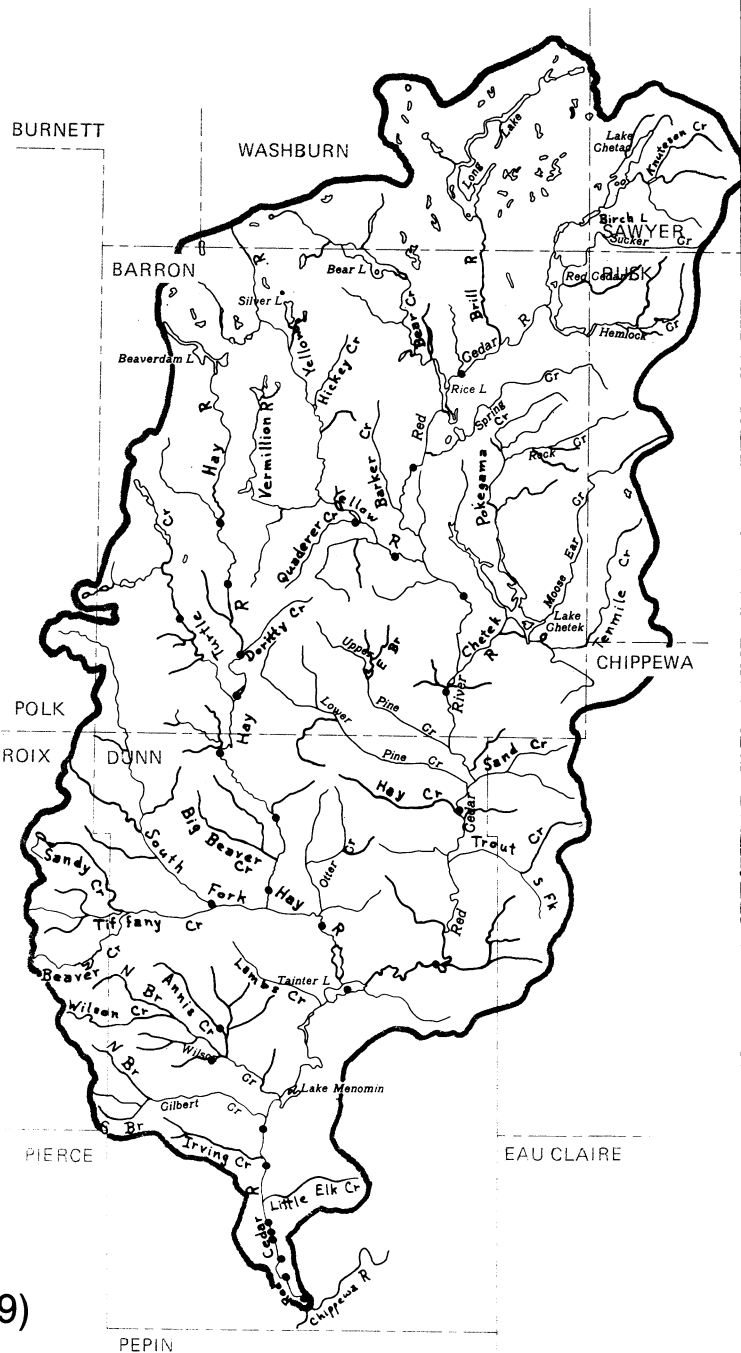 BURNETT
WASHBURN
Lake
Long
Lake
Chetac
Knuteson Cr
Birch L
SAWYER
Sucker Cr
BARRON
R
Bear L
Silver L
Red Cedar L
RUSK
Hemlock Cr
Brill R
Bear Cr
Yellow
Hickey Cr
Cedar R
Beaverdam L
Rice L
Hay R
Vermillion R
Barker Cr
Red
Spring Cr
Rock Cr
Pokegama
Cr
Yellow R
Quaderer Cr
Moose Ear Cr
Tenmile Cr
Turtle Cr
R
Dority Cr
Upper E Br
Chetek R
Lake
Chetek
CHIPPEWA
River
Lower
Pine Cr
POLK
Hay
ROIX
DUNN
Pine Cr
Sand Cr
Hay Cr
Cedar
Big Beaver
Cr
Otter Cr
Trout Cr
S Fk
Sandy Cr
South
Fork
Hay
R
Red
Tiffany Cr
Beaver Cr
N Br
Annis Cr
Lambs Cr
Tainter L
Wilson Cr
N Br
Wilson Cr
Lake Menomin
Gilbert Cr
S Br
Irving Cr
PIERCE
EAU CLAIRE
R
Little Elk Cr
Cedar
Red
Chippewa R
9)
PEPIN